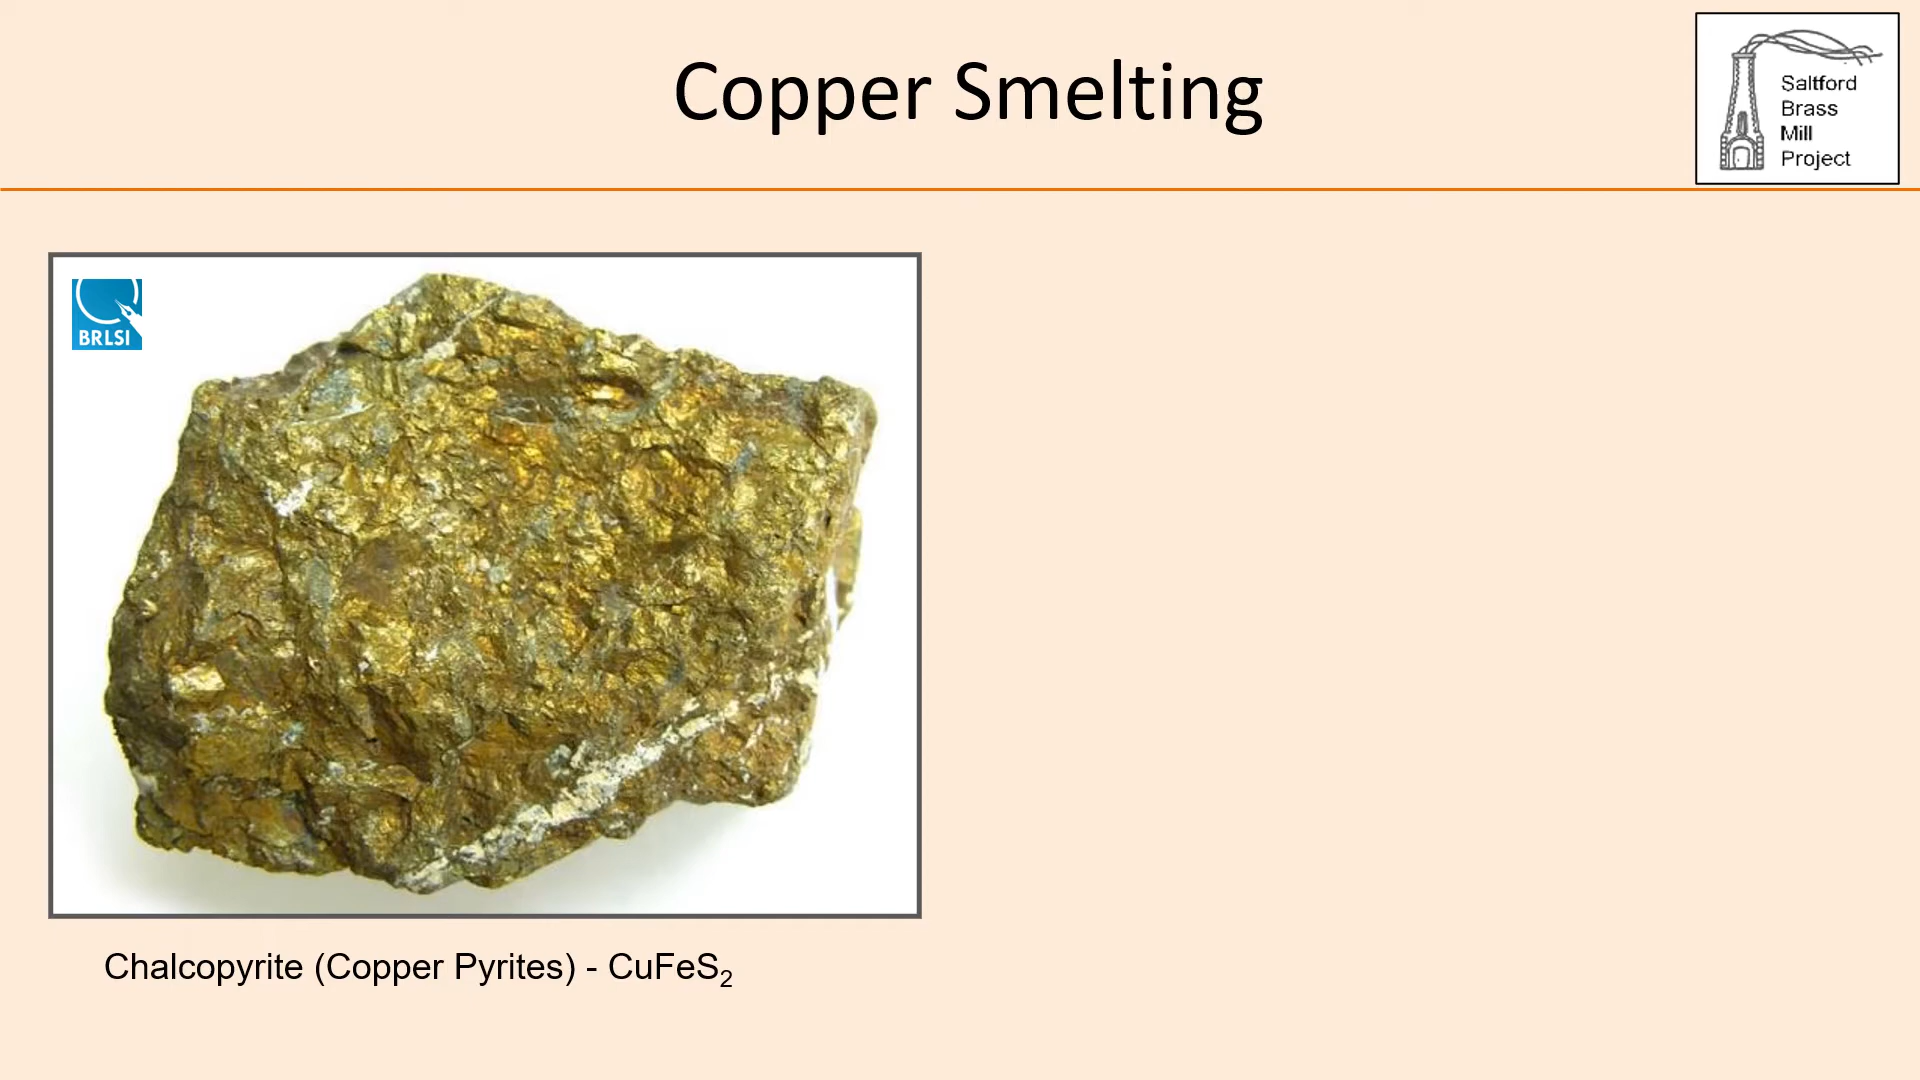 Copper Smelting
Saltford
Brass
Mill
Project
BRLSI
Chalcopyrite (Copper Pyrites) - CuFeS₂